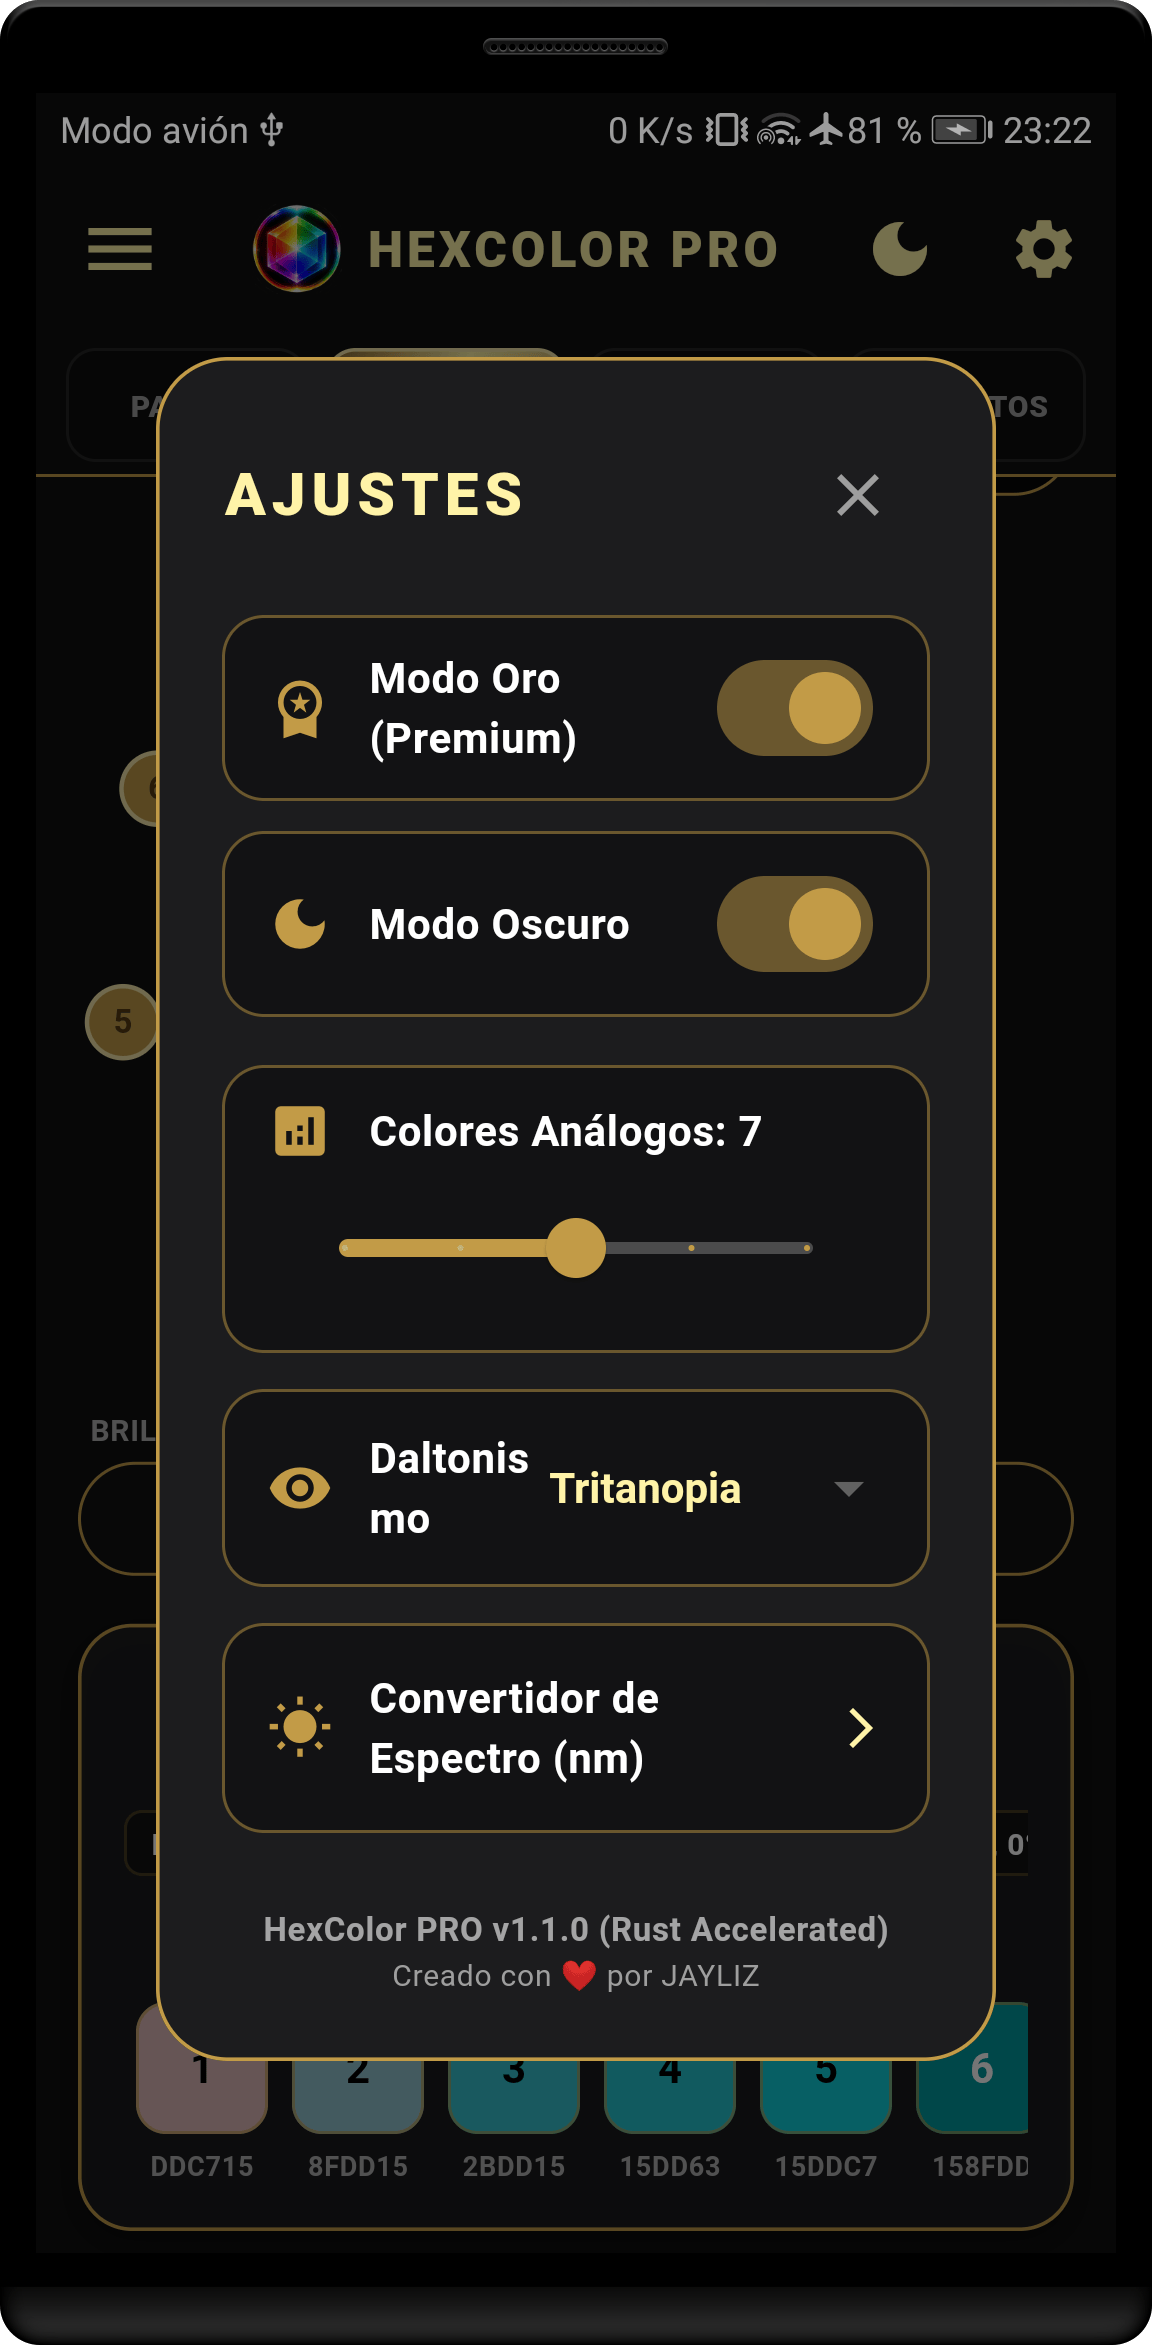 Modo avión 0 K/s 81 % 23:22
HEXCOLOR PRO
TOS
AJUSTES
Modo Oro
(Premium)
Modo Oscuro
5
Colores Análogos: 7
BRIL
Daltonis
mo
Tritanopia
Convertidor de
Espectro (nm)
HexColor PRO v1.1.0 (Rust Accelerated)
Creado con ❤️ por JAYLIZ
1 2 3 4 5 6
DDC715 8FDD15 2BDD15 15DD63 15DDC7 158FDD